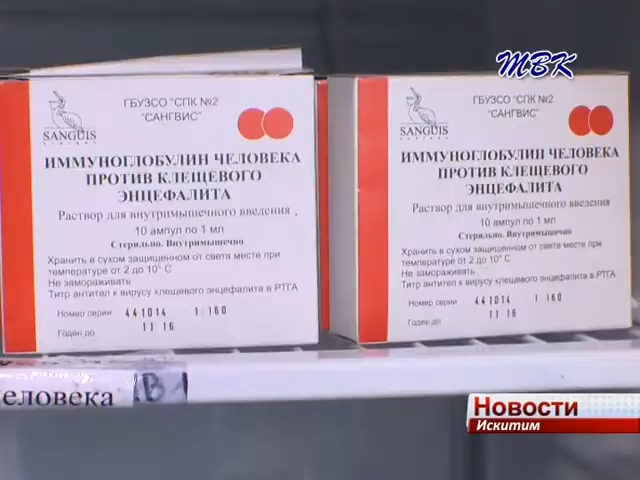 ТВК
ГБУЗСО "СПК №2
"САНГВИС"
SANGUIS
ИММУНОГЛОБУЛИН ЧЕЛОВЕКА
ПРОТИВ КЛЕЩЕВОГО
ЭНЦЕФАЛИТА
Раствор для внутримышечного введения
10 ампул по 1 мл
Стерильно. Внутримышечно
Хранить в сухом защищенном от света месте при
температуре от 2 до 10° С
Не замораживать
Титр антител к вирусу клещевого энцефалита в РТГА
Номер серии 441014 1:160
Годен до 11 16
ГБУЗСО "СПК №2
"САНГВИС"
SANGUIS
ИММУНОГЛОБУЛИН ЧЕЛОВЕКА
ПРОТИВ КЛЕЩЕВОГО
ЭНЦЕФАЛИТА
Раствор для внутримышечного введения
10 ампул по 1 мл
Стерильно. Внутримышечно
Хранить в сухом защищенном от света месте при
температуре от 2 до 10° С
Не замораживать
Титр антител к вирусу клещевого энцефалита в РТГА
Номер серии 441014 1:160
Годен до 11 16
еловека
Новости
Искитим